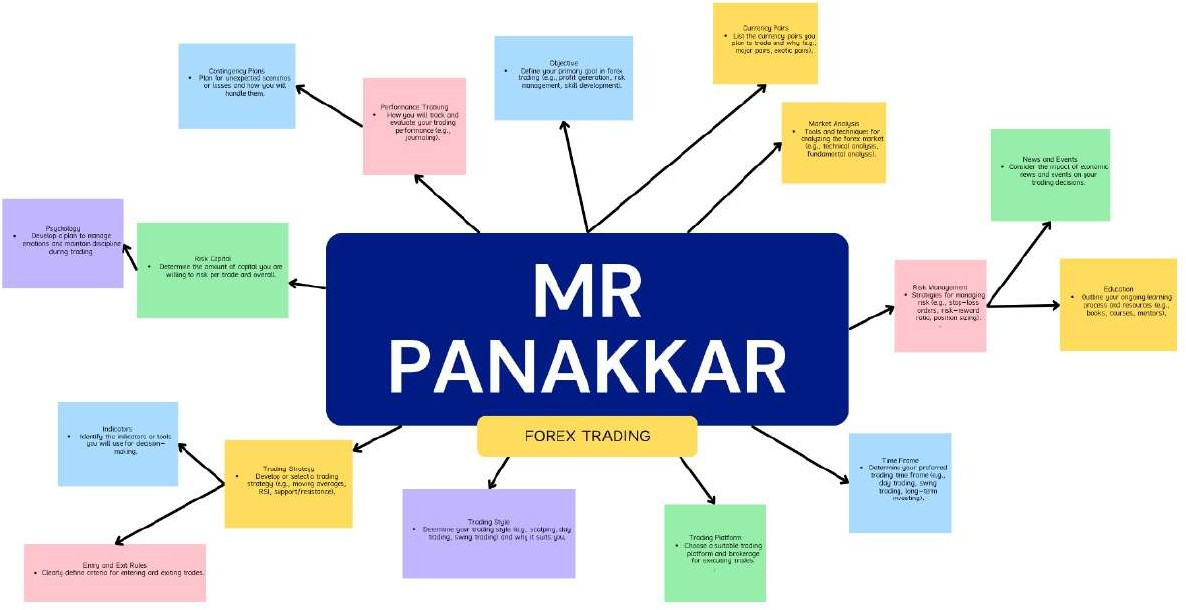 Currency Pairs
• List the currency pairs you
plan to trade and why (e.g.,
major pairs, exotic pairs).
Contingency Plans
• Plan for unexpected scenarios
or losses and how you will
handle them.
Objective
• Define your primary goal in forex
trading (e.g., profit generation, risk
management, skill development).
Performance Tracking
• How you will track and
evaluate your trading
performance (e.g.,
journaling).
Market Analysis
• Tools and techniques for
analyzing the forex market
(e.g., technical analysis,
fundamental analysis).
News and Events
• Consider the impact of economic
news and events on your
trading decisions.
Psychology
• Develop a plan to manage
emotions and maintain discipline
during trading
Risk Capital
• Determine the amount of capital you are
willing to risk per trade and overall.
MR
PANAKKAR
FOREX TRADING
Risk Management
• Strategies for managing
risk (e.g., stop-loss
orders, risk-reward
ratio, position sizing).
.
Education
• Outline your ongoing learning
process and resources (e.g.,
books, courses, mentors).
Indicators
• Identify the indicators or tools
you will use for decision-
making.
Trading Strategy
• Develop or select a trading
strategy (e.g., moving averages,
RSI, support/resistance).
Entry and Exit Rules
• Clearly define criteria for entering and exiting trades.
Trading Style
• Determine your trading style (e.g., scalping, day
trading, swing trading) and why it suits you.
Trading Platform
• Choose a suitable trading
platform and brokerage
for executing trades.
.
Time Frame
• Determine your preferred
trading time frame (e.g.,
day trading, swing
trading, long-term
investing).